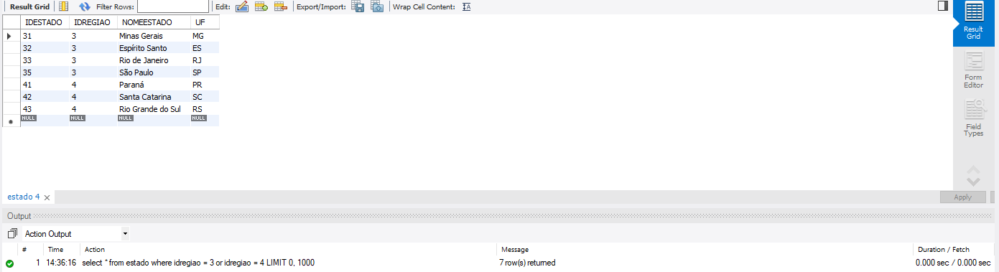 Result Grid Filter Rows: Edit: Export/Import: Wrap Cell Content:
IDESTADO IDREGIAO NOMEESTADO UF
31 3 Minas Gerais MG
32 3 Espírito Santo ES
33 3 Rio de Janeiro RJ
35 3 São Paulo SP
41 4 Paraná PR
42 4 Santa Catarina SC
43 4 Rio Grande do Sul RS
NULL NULL NULL NULL
Result
Grid
Form
Editor
Field
Types
estado 4
Apply
Output
Action Output
# Time Action Message Duration / Fetch
1 14:36:16 select * from estado where idregiao = 3 or idregiao = 4 LIMIT 0, 1000 7 row(s) returned 0.000 sec / 0.000 sec